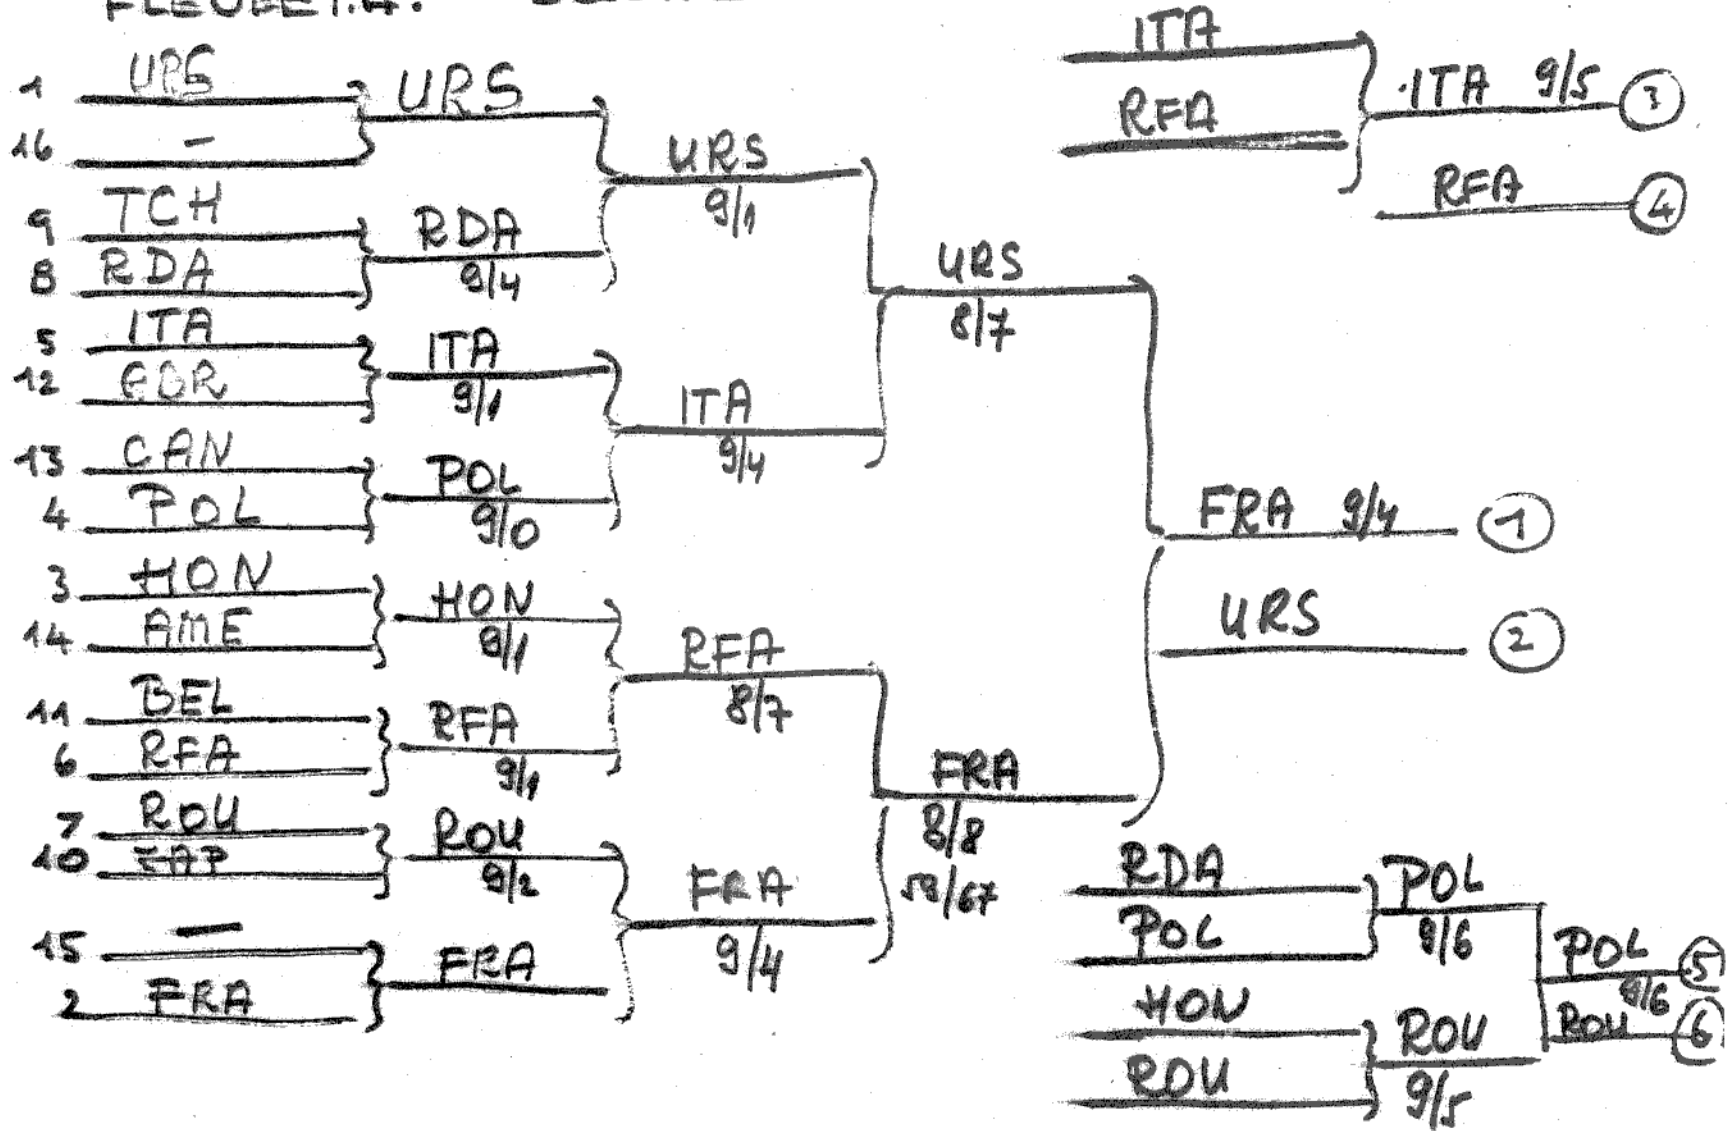 1 URS
16 -
9 TCH
8 RDA
5 ITA
12 GBR
13 CAN
4 POL
3 HON
14 AME
11 BEL
6 RFA
7 ROU
10 JAP
15 -
2 FRA
URS
RDA
9/4
ITA
9/1
POL
9/0
HON
9/1
RFA
9/1
ROU
9/2
FRA
URS
9/1
ITA
9/4
RFA
8/7
FRA
9/4
URS
8/7
FRA
8/8
59/67
FRA 9/4 1
URS 2
ITA
RFA
ITA 9/5 3
RFA 4
RDA
POL
HON
ROU
POL
9/6
ROU
9/5
POL 5
9/6
ROU 6